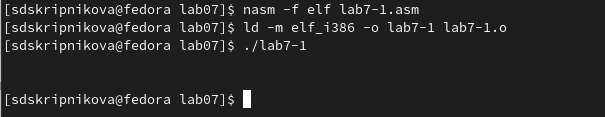 [sdskripnikova@fedora lab07]$ nasm -f elf lab7-1.asm
[sdskripnikova@fedora lab07]$ ld -m elf_i386 -o lab7-1 lab7-1.o
[sdskripnikova@fedora lab07]$ ./lab7-1
[sdskripnikova@fedora lab07]$